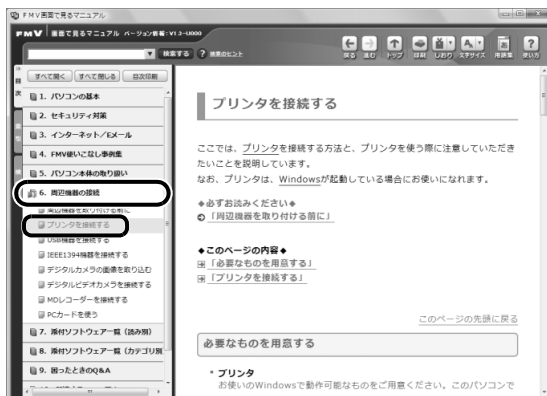 FMV画面で見るマニュアル
FMV 画面で見るマニュアル バージョン情報:V1.3-U000
検索する ? 検索のヒント
戻る 進む トップ 印刷 しおり 文字サイズ 用語集 使い方
目次
すべて開く すべて閉じる 目次印刷
1. パソコンの基本
2. セキュリティ対策
3. インターネット/Eメール
4. FMV使いこなし事例集
5. パソコン本体の取り扱い
6. 周辺機器の接続
周辺機器を取り付ける前に
プリンタを接続する
USB機器を接続する
IEEE1394機器を接続する
デジタルカメラの画像を取り込む
デジタルビデオカメラを接続する
MDレコーダーを接続する
PCカードを使う
7. 添付ソフトウェア一覧(読み別)
8. 添付ソフトウェア一覧(カテゴリ別
9. 困ったときのQ&A
プリンタを接続する
ここでは、プリンタを接続する方法と、プリンタを使う際に注意していただき
たいことを説明しています。
なお、プリンタは、Windowsが起動している場合にお使いになれます。
◆必ずお読みください◆
「周辺機器を取り付ける前に」
◆このページの内容◆
「必要なものを用意する」
「プリンタを接続する」
このページの先頭に戻る
必要なものを用意する
プリンタ
お使いのWindowsで動作可能なものをご用意ください。このパソコンで